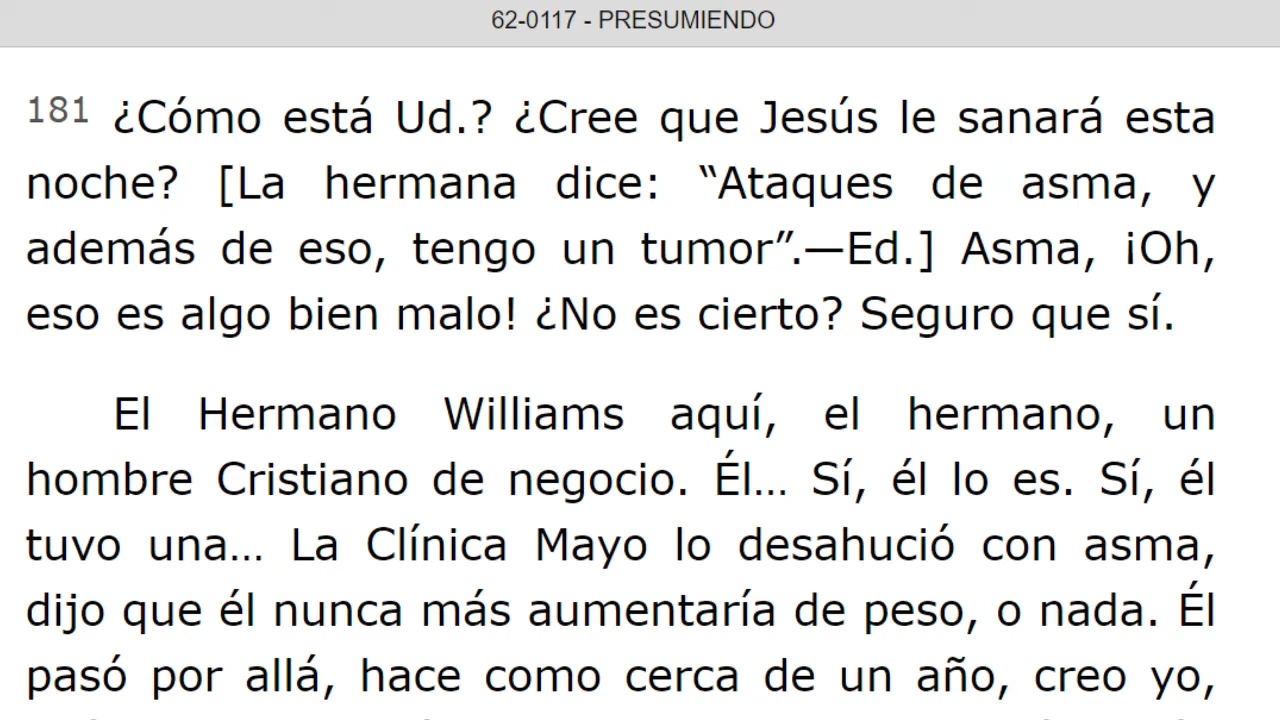 62-0117 - PRESUMIENDO
181 ¿Cómo está Ud.? ¿Cree que Jesús le sanará esta
noche? [La hermana dice: “Ataques de asma, y
además de eso, tengo un tumor”.—Ed.] Asma, ¡Oh,
eso es algo bien malo! ¿No es cierto? Seguro que sí.
El Hermano Williams aquí, el hermano, un
hombre Cristiano de negocio. Él… Sí, él lo es. Sí, él
tuvo una… La Clínica Mayo lo desahució con asma,
dijo que él nunca más aumentaría de peso, o nada. Él
pasó por allá, hace como cerca de un año, creo yo,